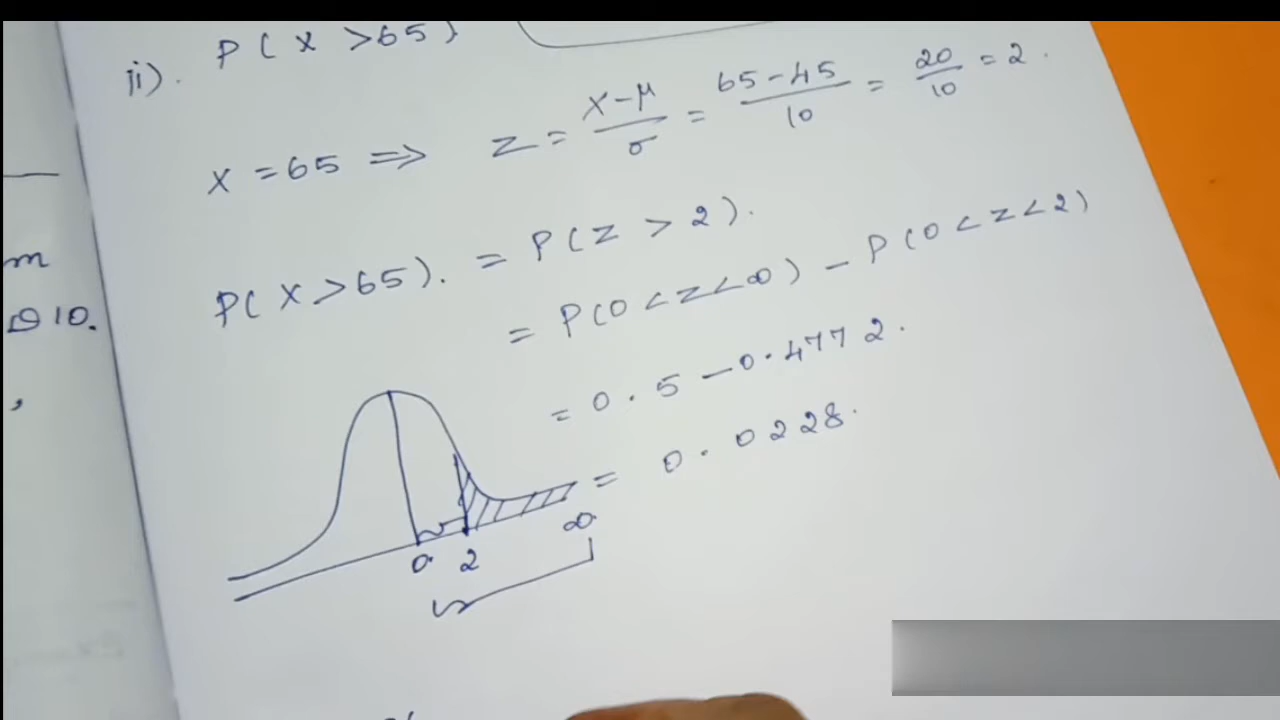 ii). P ( X >65)
X =65 ⇒ Z = X-μ/σ = 65-45/10 = 20/10 = 2.
P( X >65). = P( Z > 2).
= P(0 < Z < ∞) - P(0 < Z < 2)
= 0.5 - 0.4772.
= 0.0228.
0. 2 ∞
m
10.
,